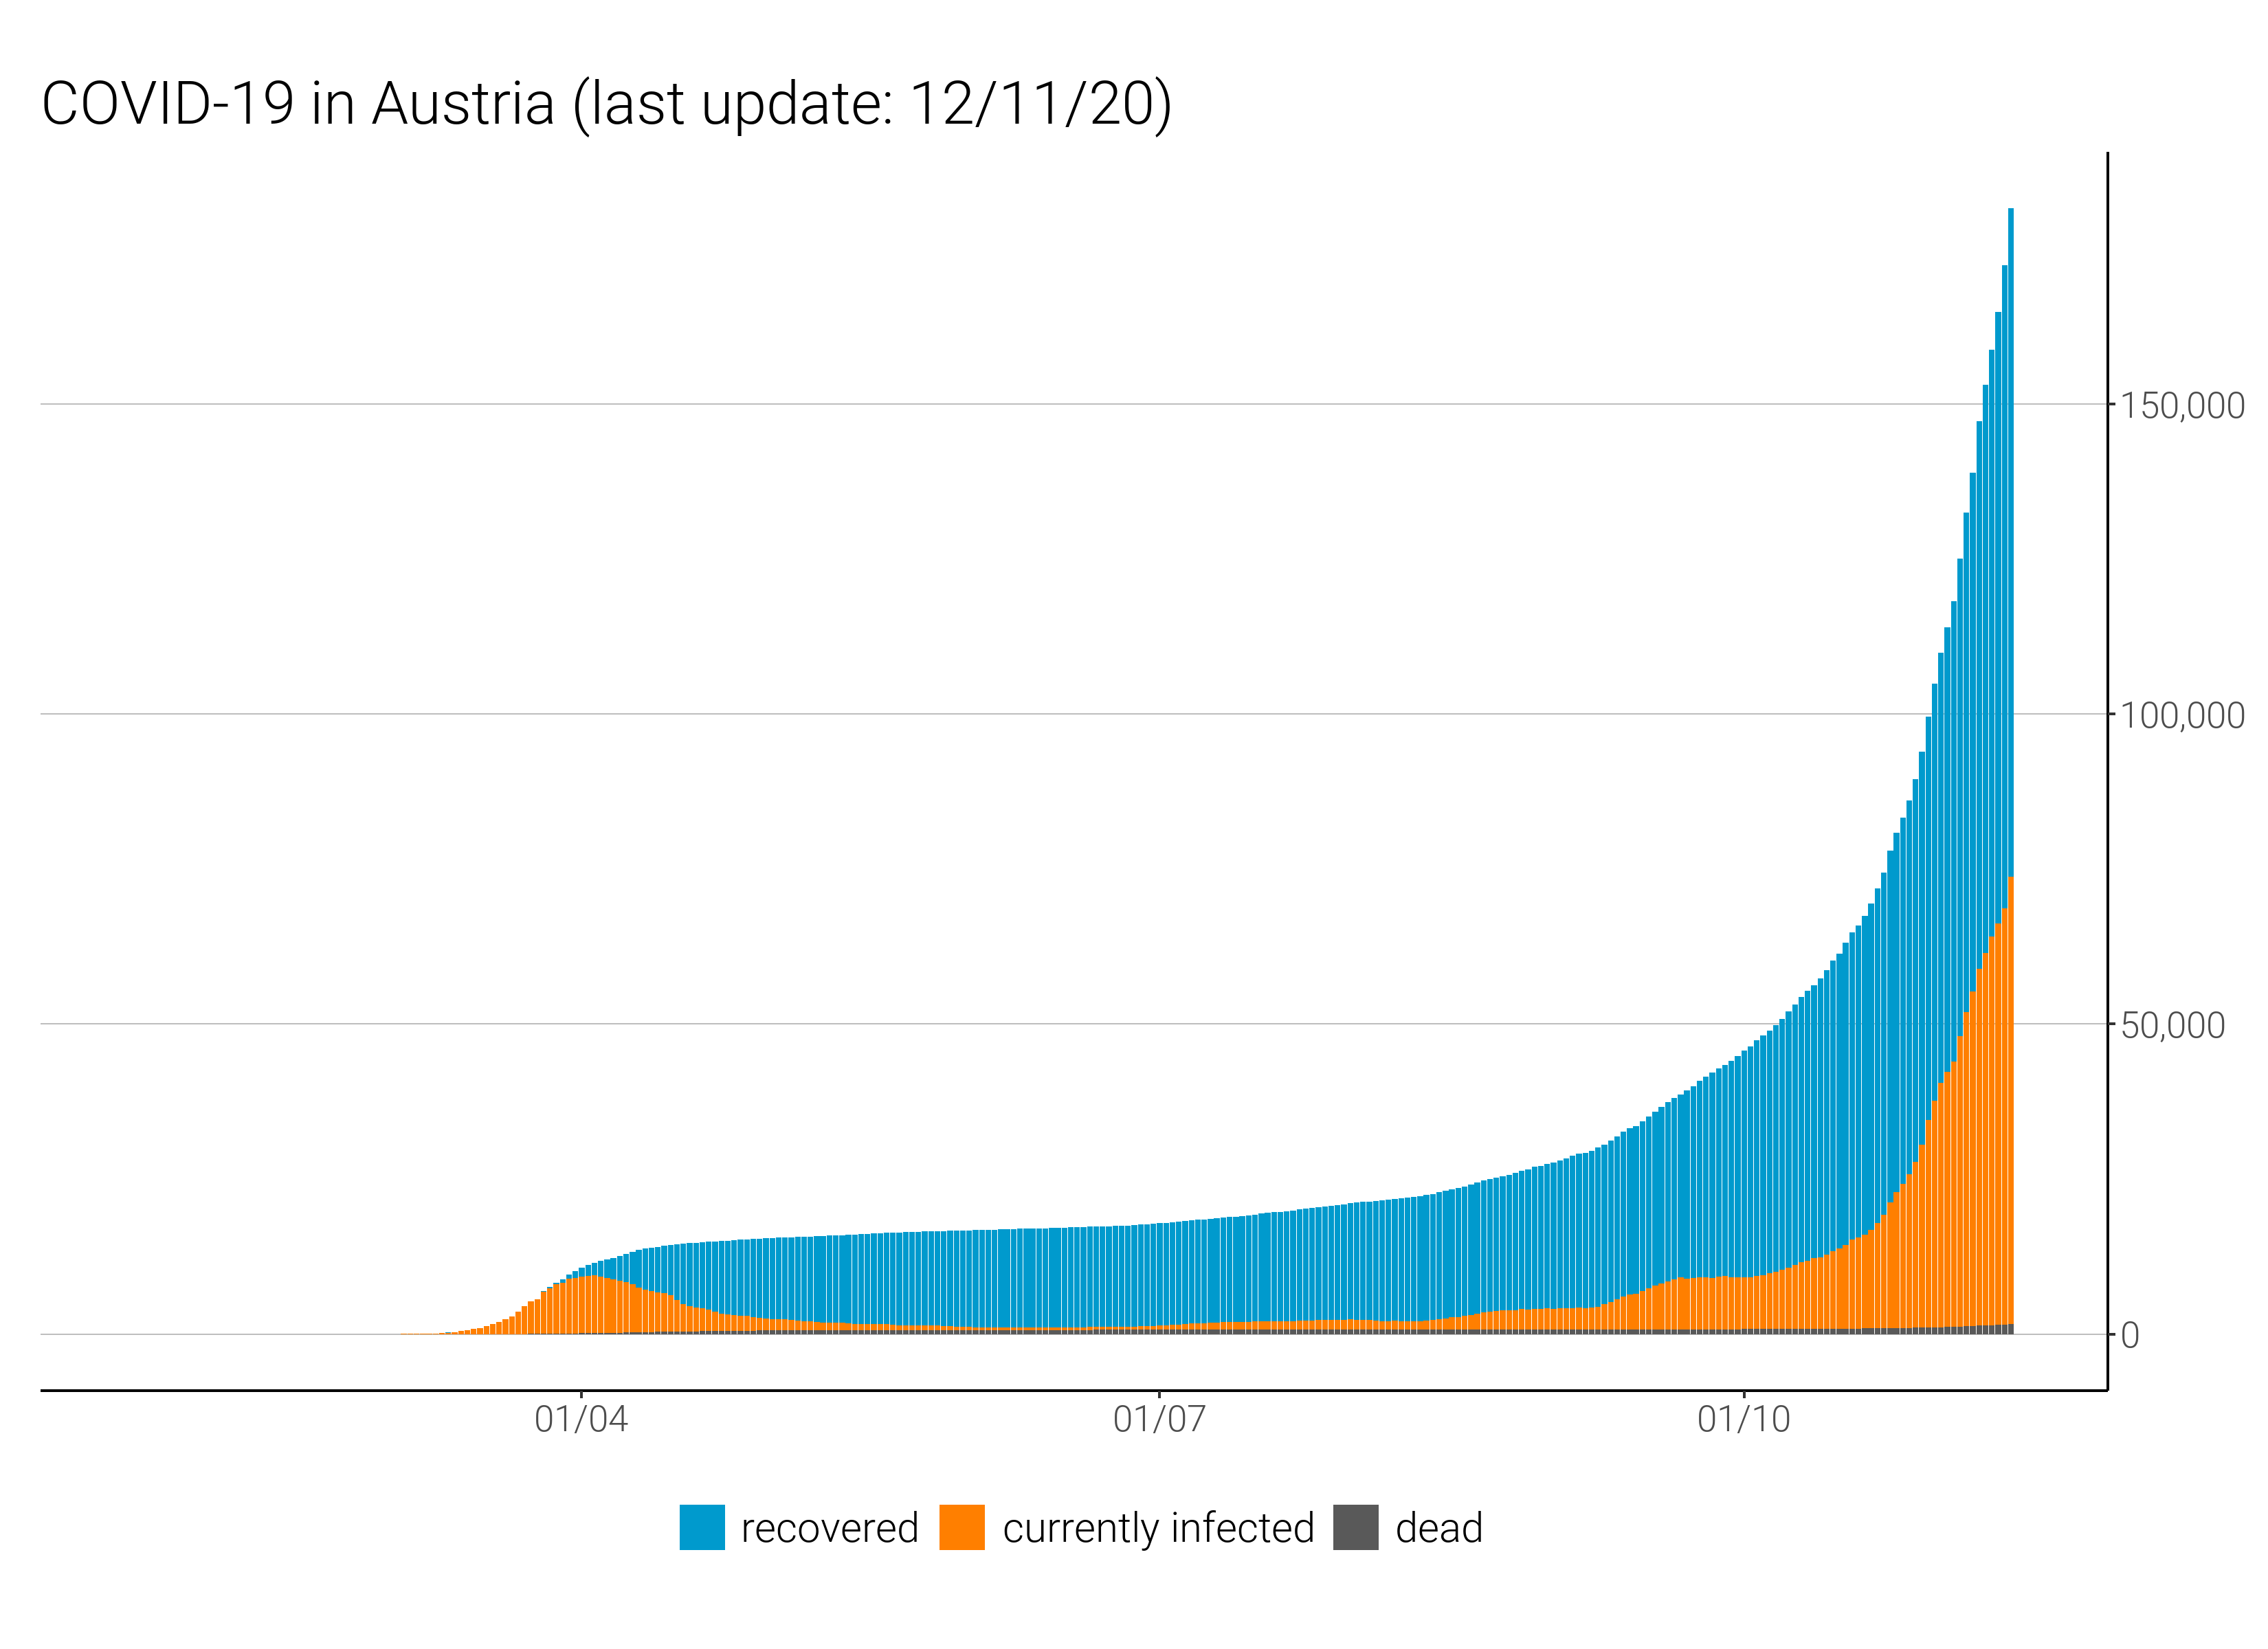 COVID-19 in Austria (last update: 12/11/20)
150,000
100,000
50,000
0
01/04 01/07 01/10
recovered currently infected dead